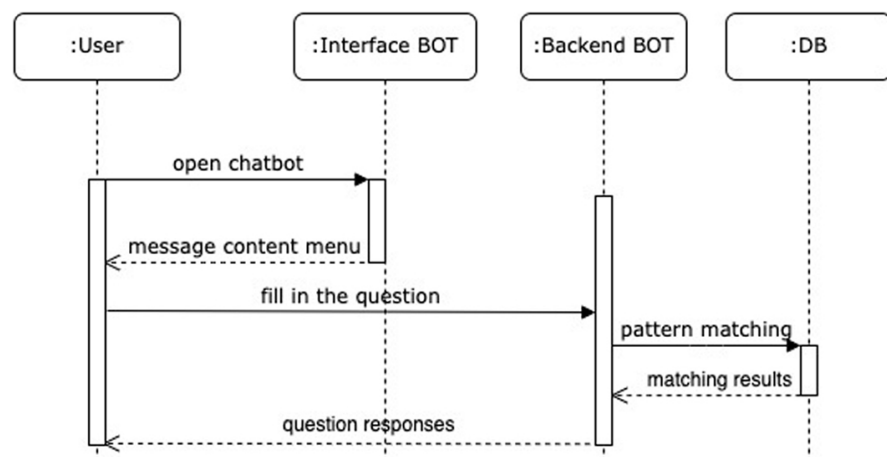 :User
:Interface BOT
:Backend BOT
:DB
open chatbot
message content menu
fill in the question
pattern matching
matching results
question responses